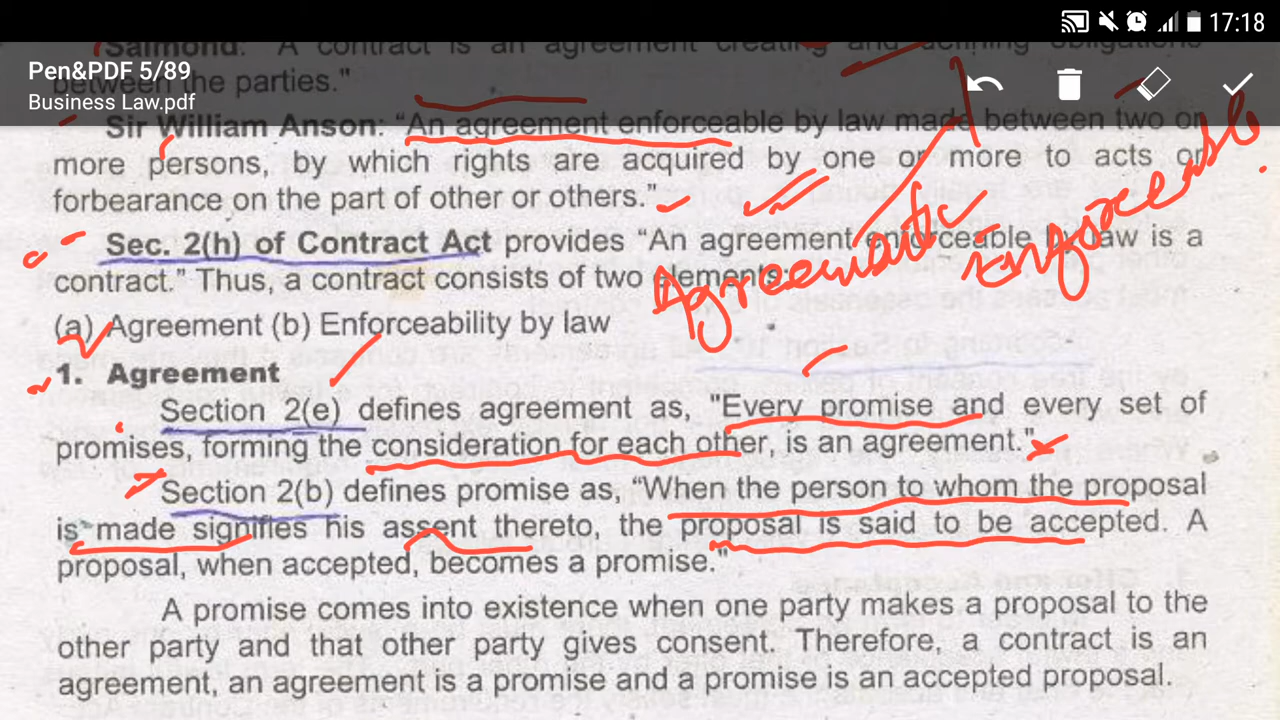 17:18
Salmond: "A contract is an agreement creating and defining obligations
Pen&PDF 5/89
between the parties."
Business Law.pdf
Sir William Anson: "An agreement enforceable by law made between two or
more persons, by which rights are acquired by one or more to acts or
forbearance on the part of other or others."
Sec. 2(h) of Contract Act provides "An agreement enforceable by law is a
contract." Thus, a contract consists of two elements:
Enforceable
(a) Agreement (b) Enforceability by law
1. Agreement
Section 2(e) defines agreement as, "Every promise and every set of
promises, forming the consideration for each other, is an agreement."
Section 2(b) defines promise as, "When the person to whom the proposal
is made signifies his assent thereto, the proposal is said to be accepted. A
proposal, when accepted, becomes a promise."
A promise comes into existence when one party makes a proposal to the
other party and that other party gives consent. Therefore, a contract is an
agreement, an agreement is a promise and a promise is an accepted proposal.